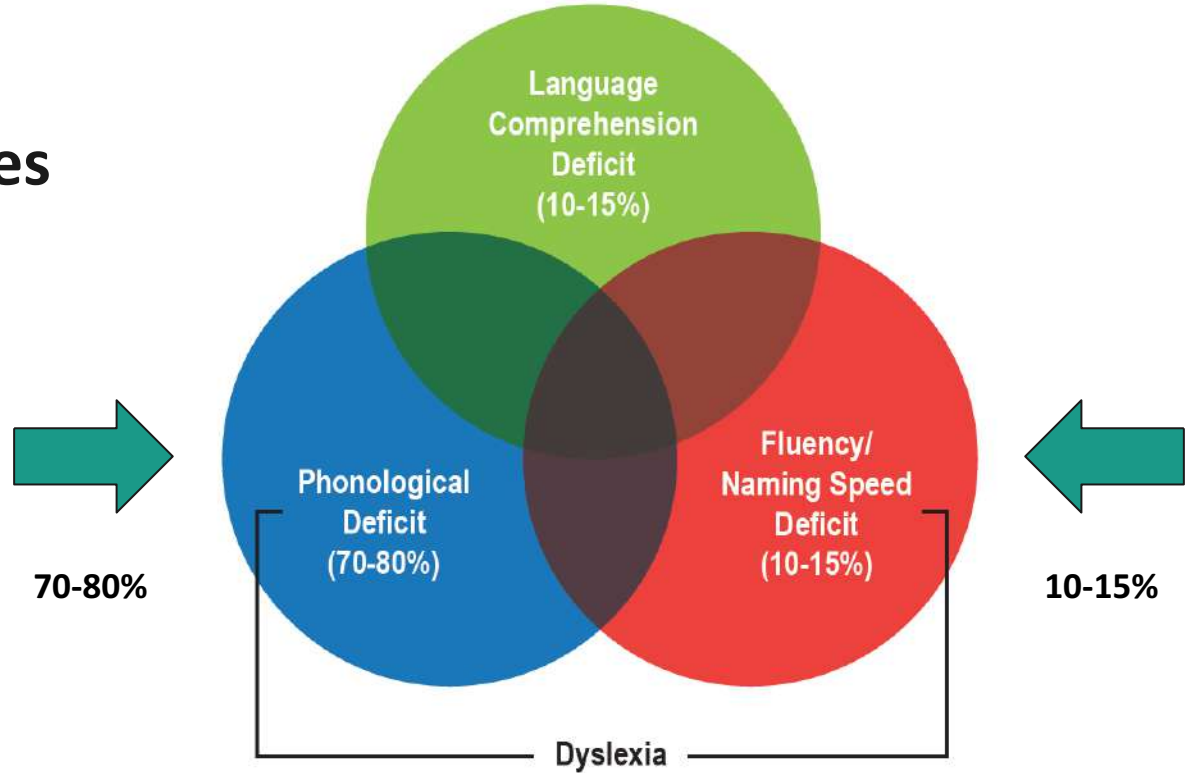 Language
Comprehension
Deficit
(10-15%)
es
Phonological
Deficit
(70-80%)
Fluency/
Naming Speed
Deficit
(10-15%)
70-80%
10-15%
Dyslexia